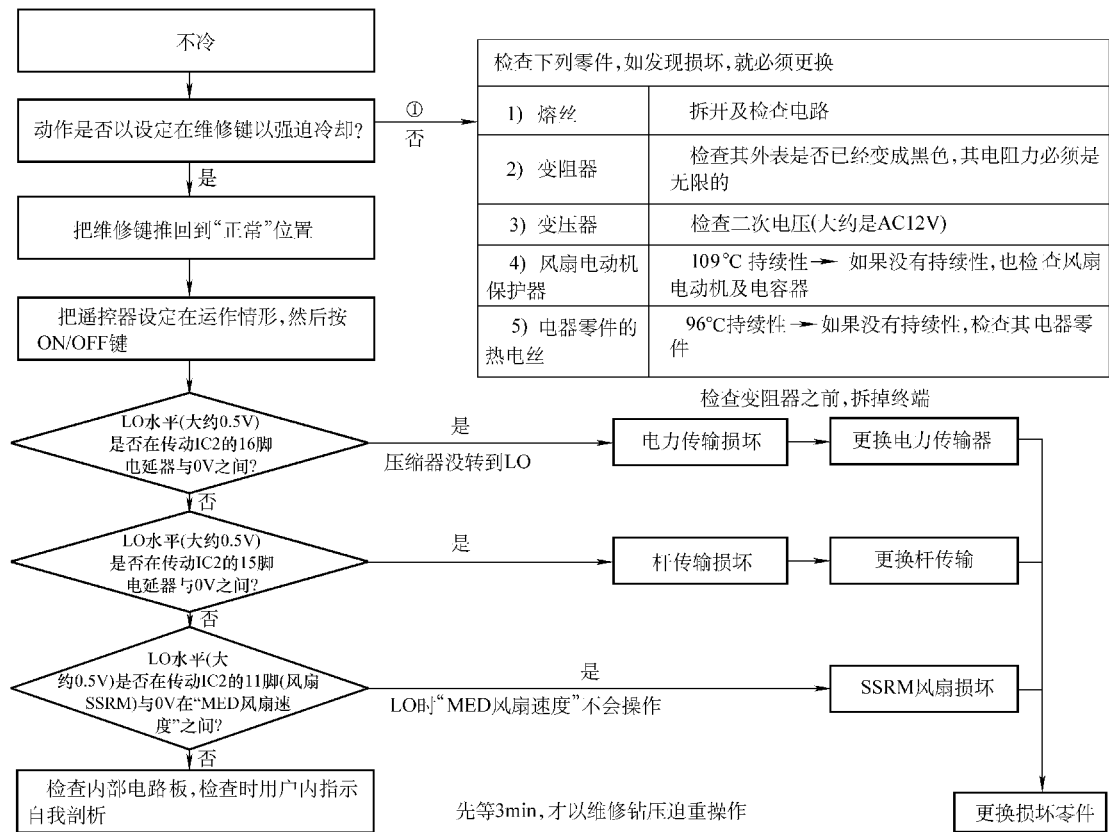 不冷
动作是否以设定在维修键以强迫冷却?
①
否
是
把维修键推回到“正常”位置
把遥控器设定在运作情形,然后按
ON/OFF键
检查下列零件,如发现损坏,就必须更换
1) 熔丝
拆开及检查电路
2) 变阻器
检查其外表是否已经变成黑色,其电阻力必须是
无限的
3) 变压器
检查二次电压(大约是AC12V)
4) 风扇电动机
保护器
109℃ 持续性→ 如果没有持续性,也检查风扇
电动机及电容器
5) 电器零件的
热电丝
96℃持续性→如果没有持续性,检查其电器零
件
检查变阻器之前,拆掉终端
LO水平(大约0.5V)
是否在传动IC2的16脚
电延器与0V之间?
是
压缩器没转到LO
电力传输损坏
更换电力传输器
否
LO水平(大约0.5V)
是否在传动IC2的15脚
电延器与0V之间?
是
杆传输损坏
更换杆传输
否
LO水平(大
约0.5V)是否在传动IC2的11脚(风扇
SSRM)与0V在“MED风扇速
度”之间?
是
LO时“MED风扇速度”不会操作
SSRM风扇损坏
否
检查内部电路板,检查时用户内指示
自我剖析
先等3min,才以维修钻压迫重操作
更换损坏零件